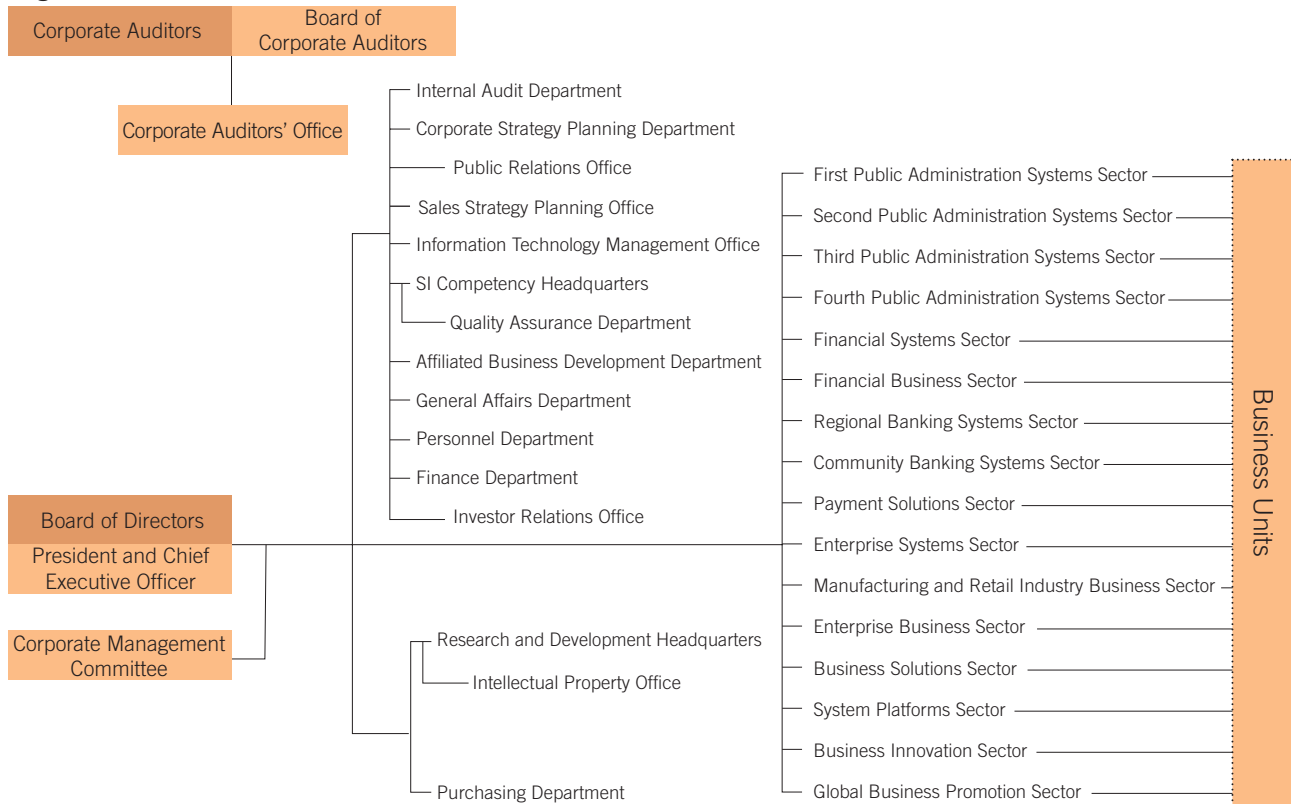 Corporate Auditors
Board of
Corporate Auditors
Corporate Auditors’ Office
Internal Audit Department
Corporate Strategy Planning Department
Public Relations Office
Sales Strategy Planning Office
Information Technology Management Office
SI Competency Headquarters
Quality Assurance Department
Affiliated Business Development Department
General Affairs Department
Personnel Department
Finance Department
Investor Relations Office
Board of Directors
President and Chief
Executive Officer
Corporate Management
Committee
Research and Development Headquarters
Intellectual Property Office
Purchasing Department
First Public Administration Systems Sector
Second Public Administration Systems Sector
Third Public Administration Systems Sector
Fourth Public Administration Systems Sector
Financial Systems Sector
Financial Business Sector
Regional Banking Systems Sector
Community Banking Systems Sector
Payment Solutions Sector
Enterprise Systems Sector
Manufacturing and Retail Industry Business Sector
Enterprise Business Sector
Business Solutions Sector
System Platforms Sector
Business Innovation Sector
Global Business Promotion Sector
Business Units